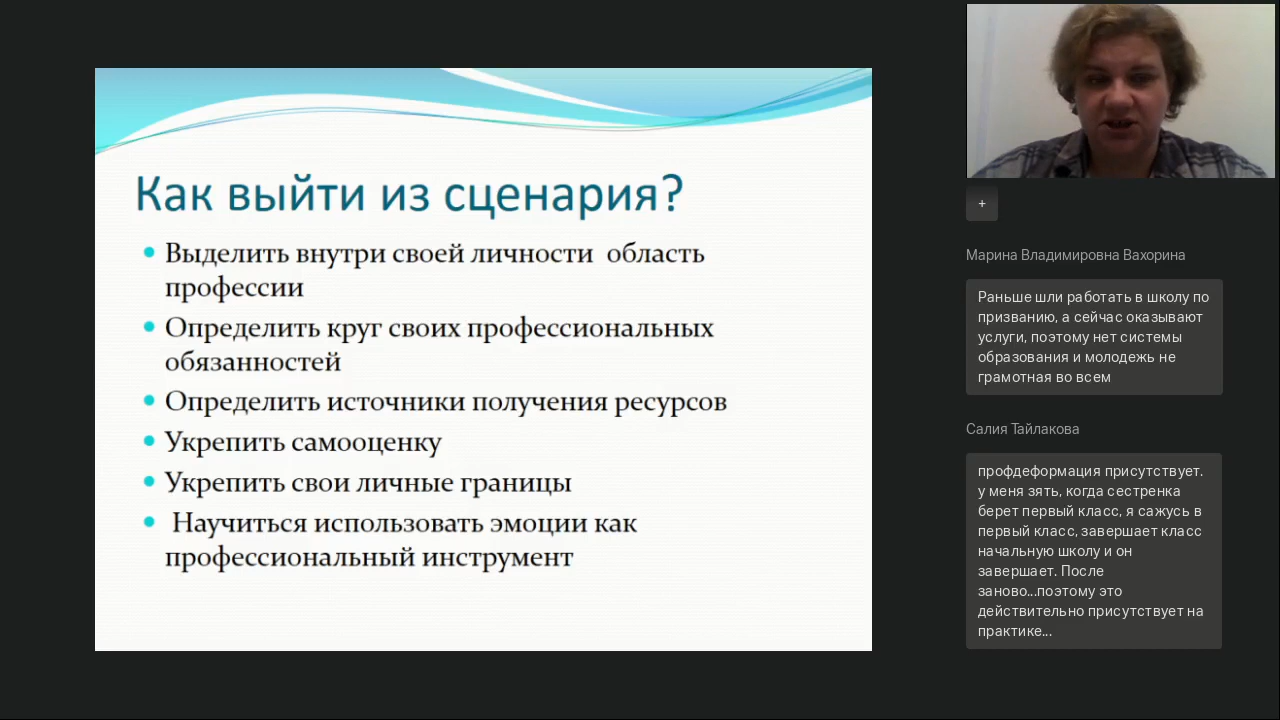 Как выйти из сценария?
• Выделить внутри своей личности область
профессии
• Определить круг своих профессиональных
обязанностей
• Определить источники получения ресурсов
• Укрепить самооценку
• Укрепить свои личные границы
• Научиться использовать эмоции как
профессиональный инструмент
+
Марина Владимировна Вахорина
Раньше шли работать в школу по
призванию, а сейчас оказывают
услуги, поэтому нет системы
образования и молодежь не
грамотная во всем
Салия Тайлакова
профдеформация присутствует.
у меня зять, когда сестренка
берет первый класс, я сажусь в
первый класс, завершает класс
начальную школу и он
завершает. После
заново...поэтому это
действительно присутствует на
практике...